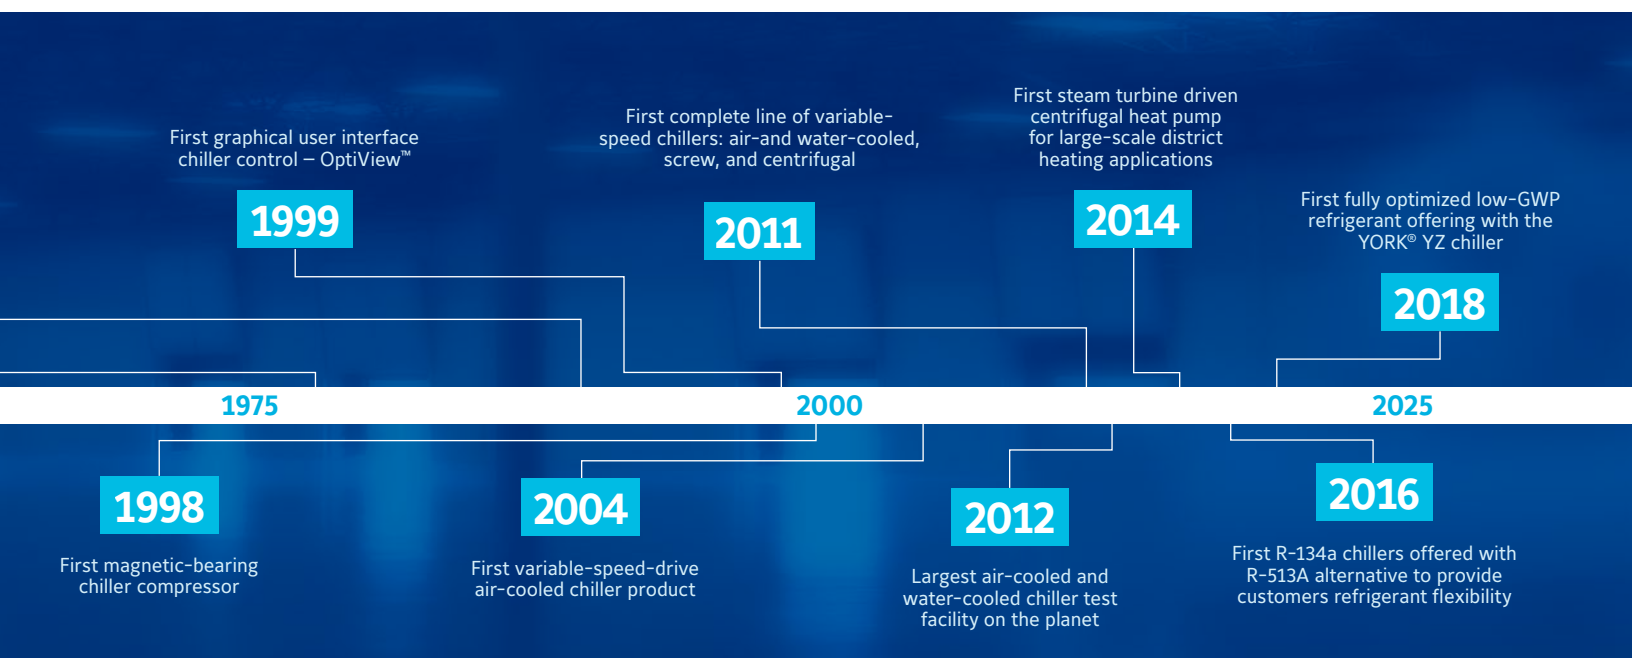 First graphical user interface
chiller control – OptiView™
1999
First complete line of variable-
speed chillers: air-and water-cooled,
screw, and centrifugal
2011
First steam turbine driven
centrifugal heat pump
for large-scale district
heating applications
2014
First fully optimized low-GWP
refrigerant offering with the
YORK® YZ chiller
2018
1975
2000
2025
1998
First magnetic-bearing
chiller compressor
2004
First variable-speed-drive
air-cooled chiller product
2012
Largest air-cooled and
water-cooled chiller test
facility on the planet
2016
First R-134a chillers offered with
R-513A alternative to provide
customers refrigerant flexibility